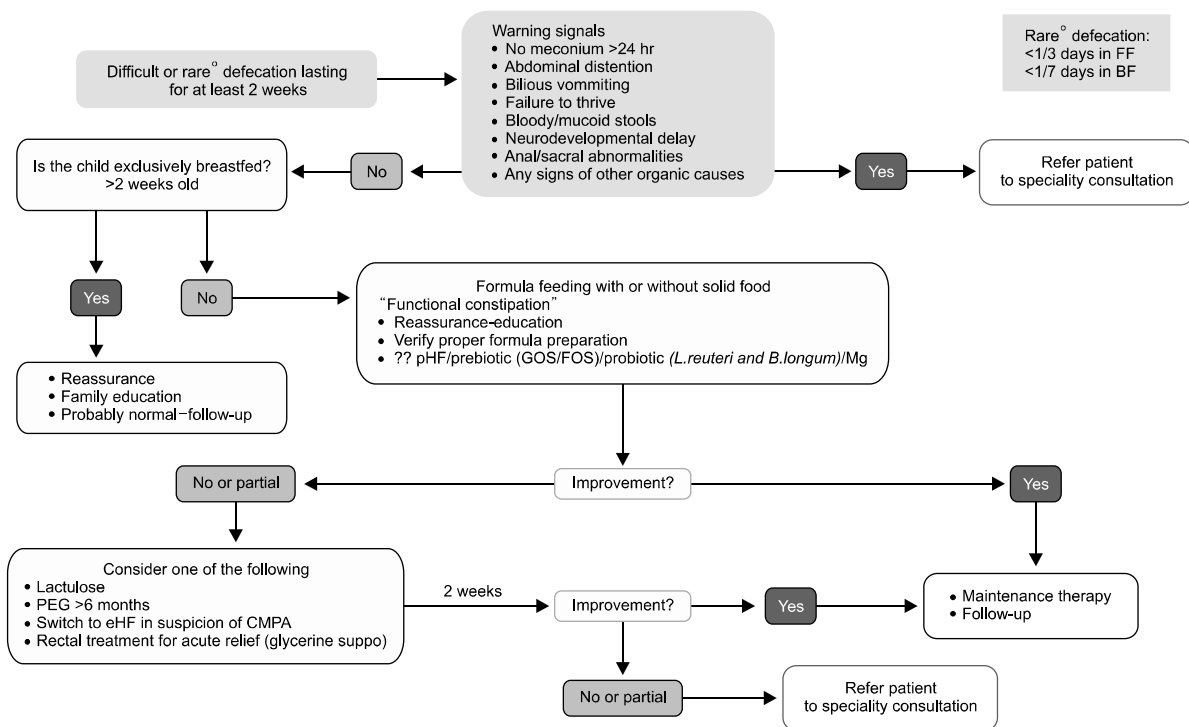 Difficult or rare° defecation lasting
for at least 2 weeks
Warning signals
• No meconium >24 hr
• Abdominal distention
• Bilious vommiting
• Failure to thrive
• Bloody/mucoid stools
• Neurodevelopmental delay
• Anal/sacral abnormalities
• Any signs of other organic causes
Rare° defecation:
<1/3 days in FF
<1/7 days in BF
Is the child exclusively breastfed?
>2 weeks old
No
Yes
Refer patient
to speciality consultation
Yes
No
Formula feeding with or without solid food
“Functional constipation”
• Reassurance-education
• Verify proper formula preparation
• ?? pHF/prebiotic (GOS/FOS)/probiotic (L.reuteri and B.longum)/Mg
• Reassurance
• Family education
• Probably normal-follow-up
No or partial
Improvement?
Yes
Consider one of the following
• Lactulose
• PEG >6 months
• Switch to eHF in suspicion of CMPA
• Rectal treatment for acute relief (glycerine suppo)
2 weeks
Improvement?
Yes
• Maintenance therapy
• Follow-up
No or partial
Refer patient
to speciality consultation